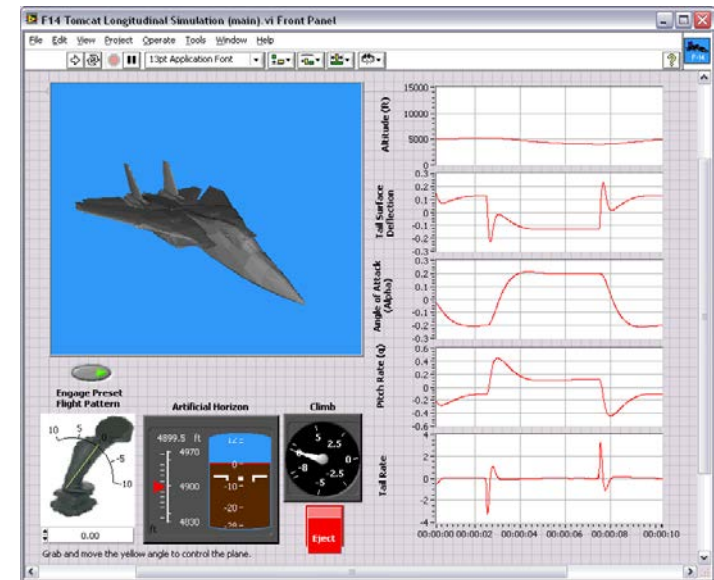 F14 Tomcat Longitudinal Simulation (main).vi Front Panel
File Edit View Project Operate Tools Window Help
13pt Application Font
F-14
15000
10000
5000
0
Altitude (ft)
0.3
0.2
0.1
0
-0.1
-0.2
-0.3
Tail Surface
Deflection
0.3
0.2
0.1
0
-0.1
-0.2
-0.3
Angle of Attack
(Alpha)
0.6
0.4
0.2
0
-0.2
-0.4
-0.6
Pitch Rate (q)
4
2
0
-2
-4
Tail Rate
00:00:00 00:00:02 00:00:04 00:00:06 00:00:08 00:00:10
Engage Preset
Flight Pattern
10 5 0 -5 -10
0.00
Artificial Horizon
4899.5 ft
4970
4900
4830
ft
0
-10
-20
Climb
5
2.5
0
-2.5
-5
-8
Eject
Grab and move the yellow angle to control the plane.